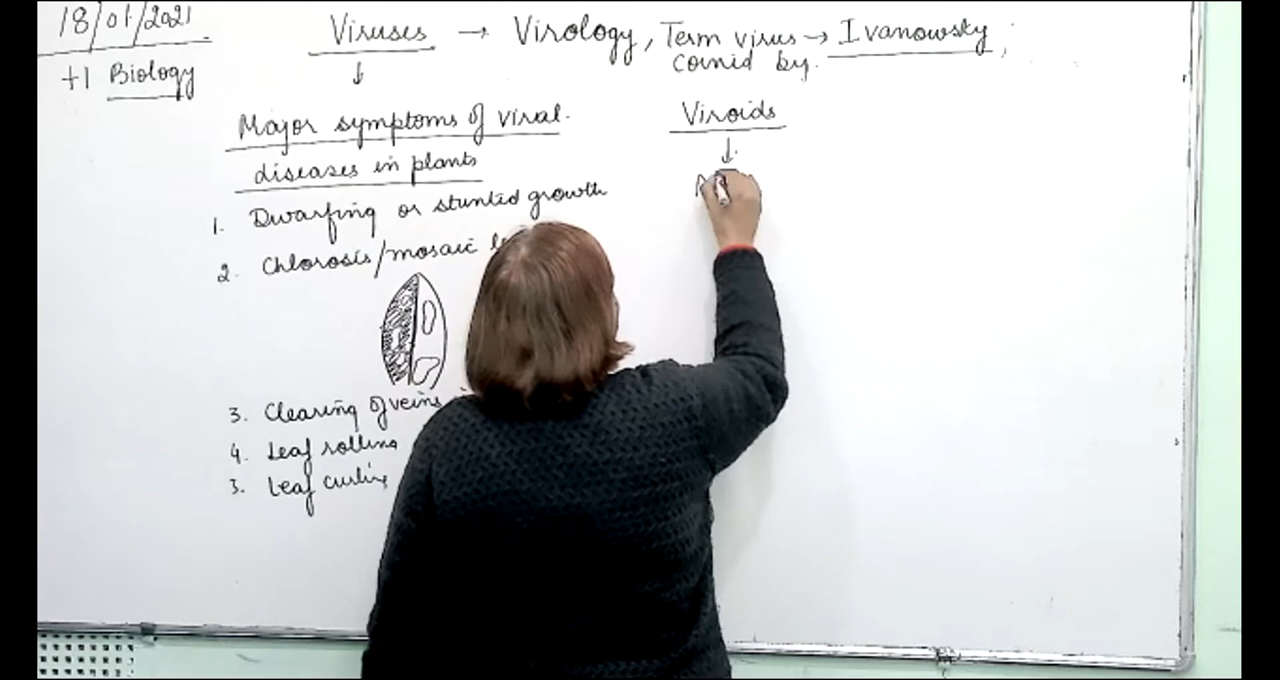 18/01/2021
+1 Biology
Viruses → Virology, Term virus → Ivanowsky ;
coinid by.
↓
Major symptoms of viral.
diseases in plants
1. Dwarfing or stunted growth
2. Chlorosis/mosaic
3. Clearing of veins
4. Leaf rolling
3. Leaf curling
Viroids
↓